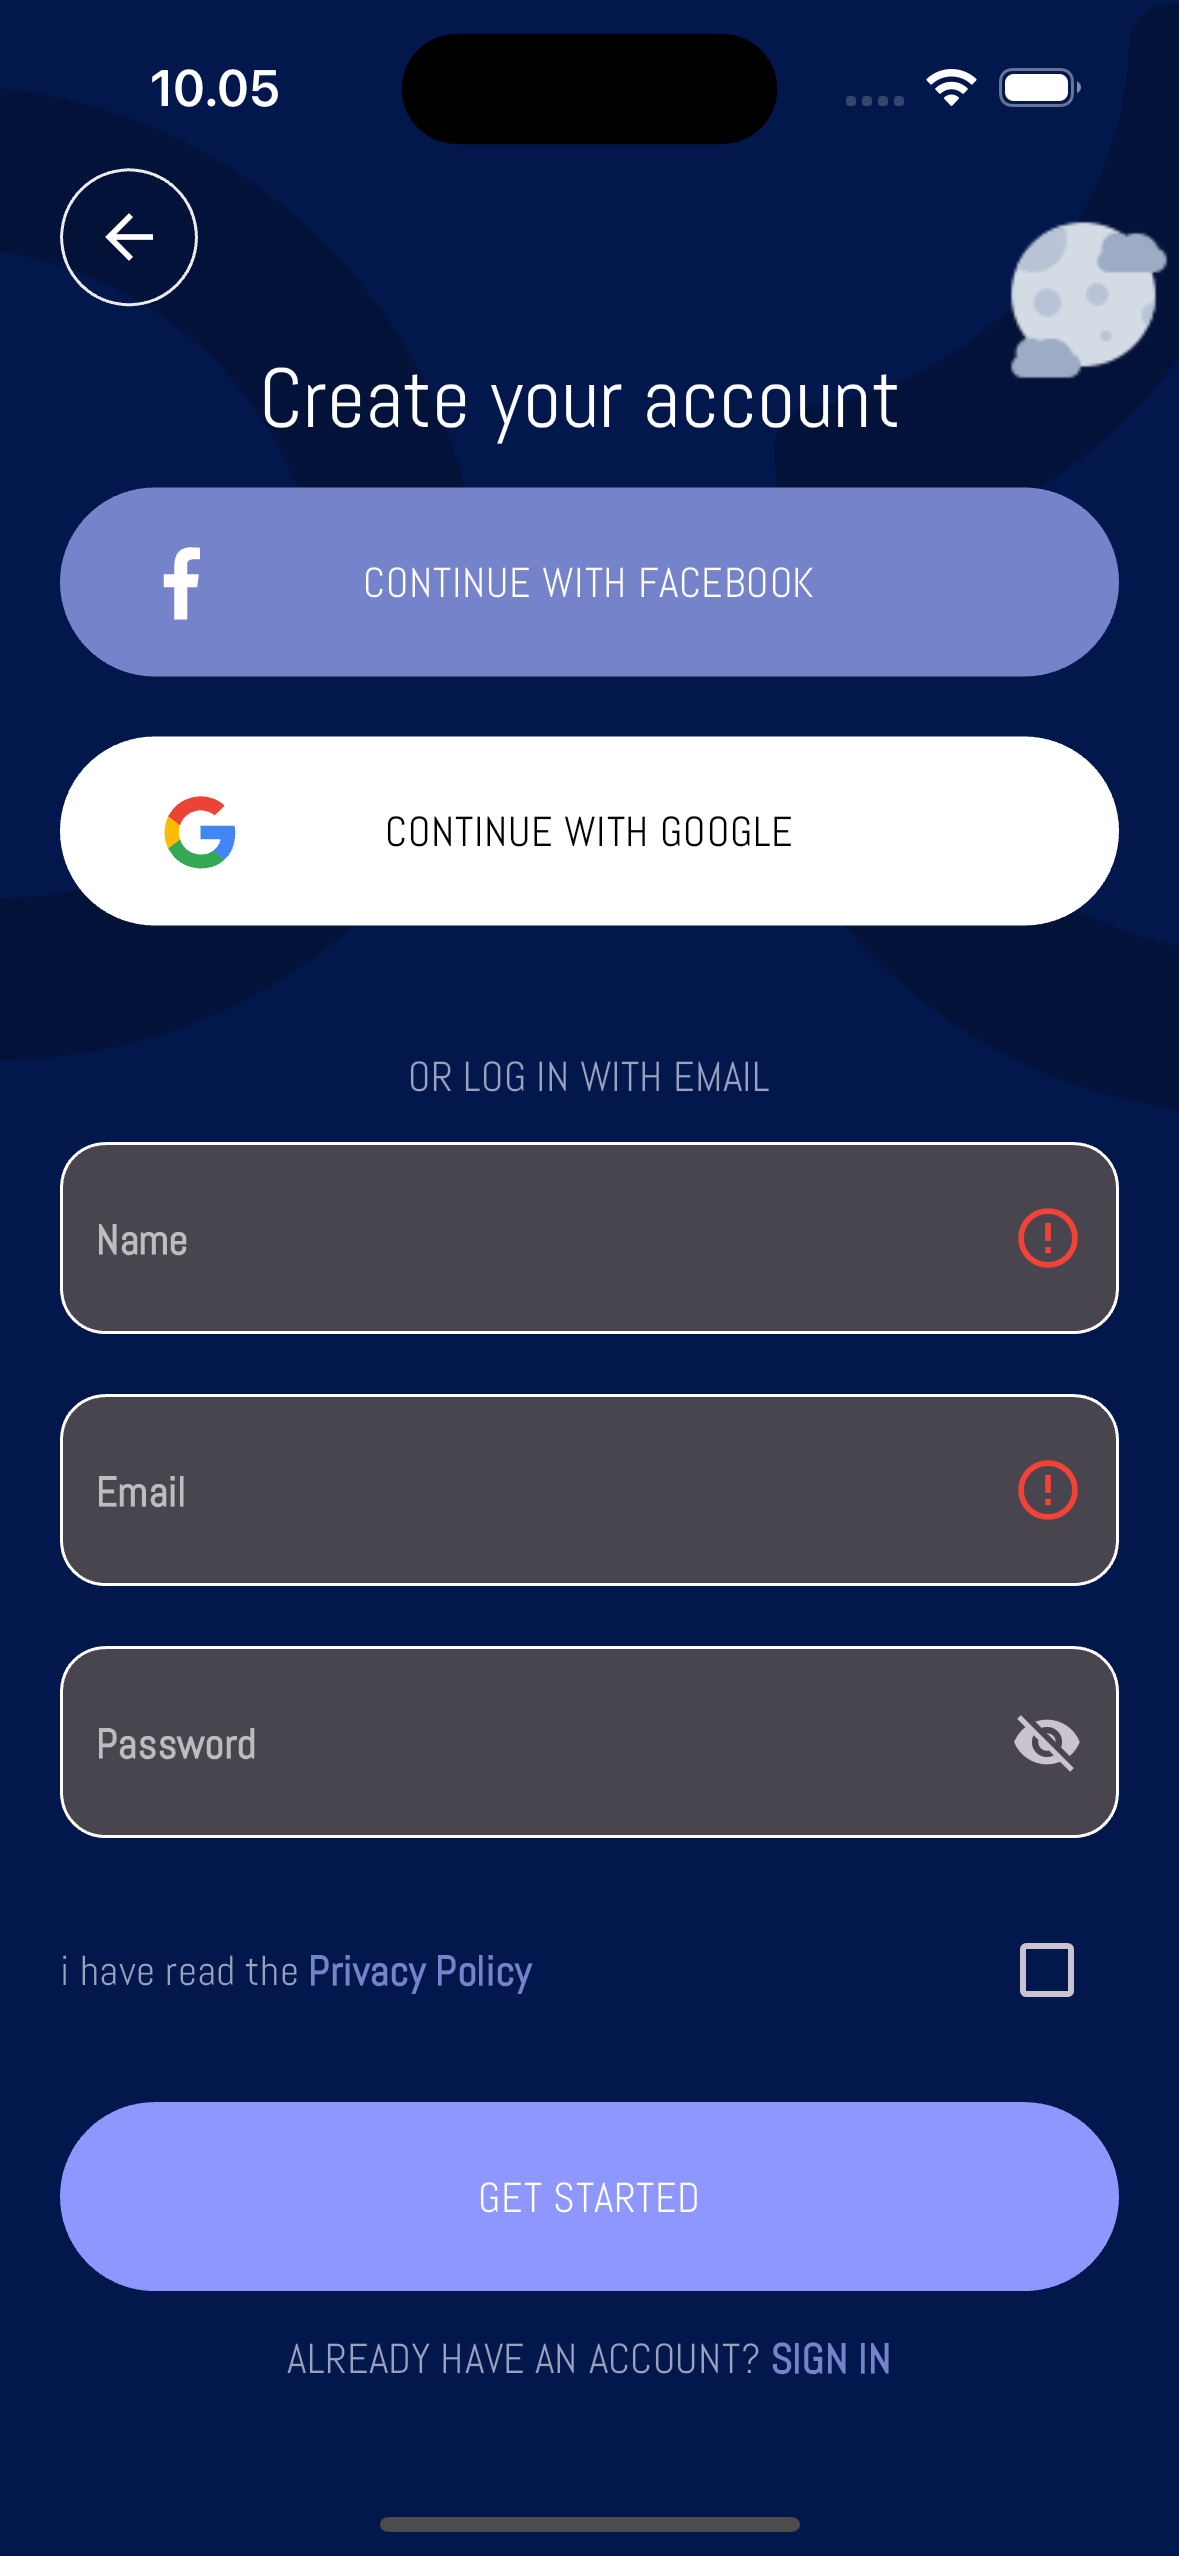 10.05
Create your account
CONTINUE WITH FACEBOOK
CONTINUE WITH GOOGLE
OR LOG IN WITH EMAIL
Name
Email
Password
i have read the Privacy Policy
GET STARTED
ALREADY HAVE AN ACCOUNT? SIGN IN